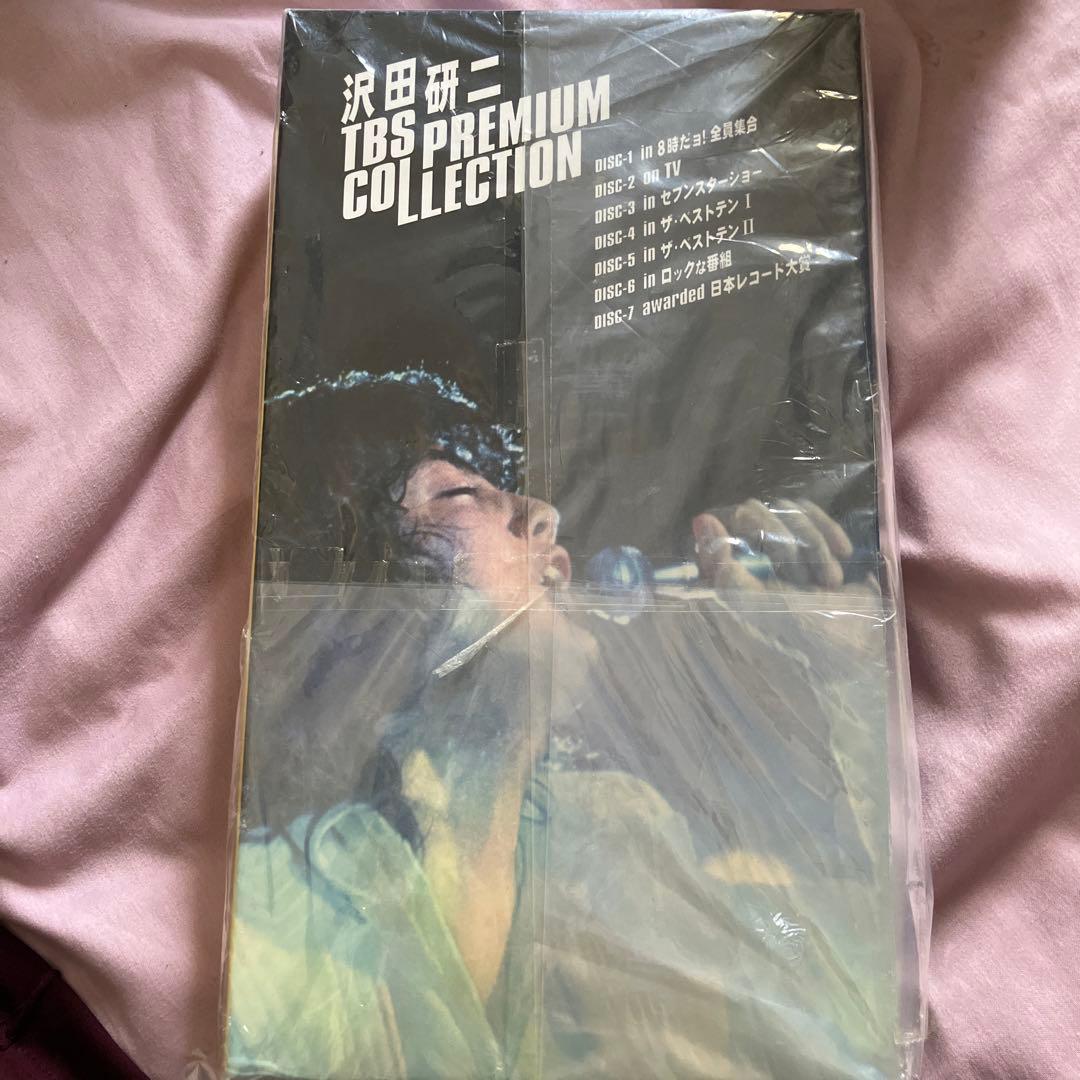 沢田研二
TBS PREMIUM
COLLECTION
DISC-1 in 8時だョ!全員集合
DISC-2 on TV
DISC-3 in セブンスターショー
DISC-4 in ザ・ベストテン I
DISC-5 in ザ・ベストテン II
DISC-6 in ロックな番組
DISC-7 awarded 日本レコード大賞